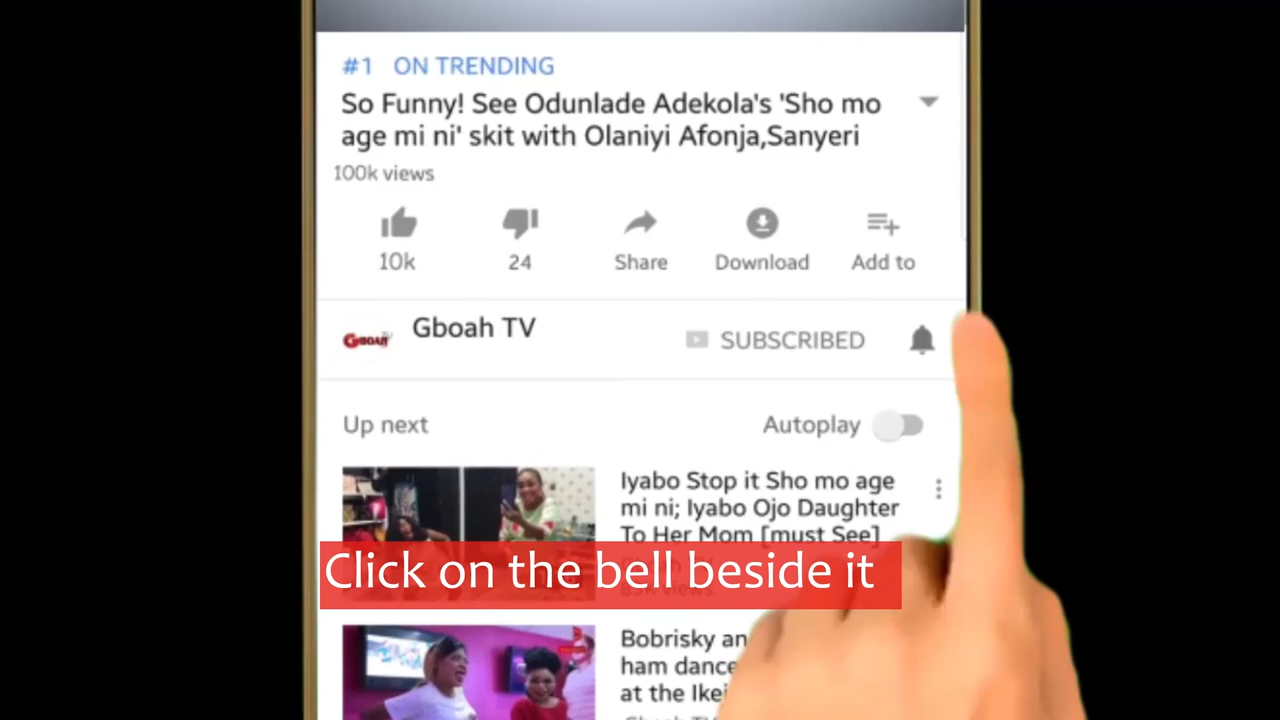 #1 ON TRENDING
So Funny! See Odunlade Adekola's 'Sho mo
age mi ni' skit with Olaniyi Afonja,Sanyeri
100k views
10k
24
Share
Download
Add to
GBOAH TV
Gboah TV
SUBSCRIBED
Up next
Autoplay
Iyabo Stop it Sho mo age
mi ni; Iyabo Ojo Daughter
To Her Mom [must See]
Click on the bell beside it
views
Bobrisky an
ham dance
at the Ikej